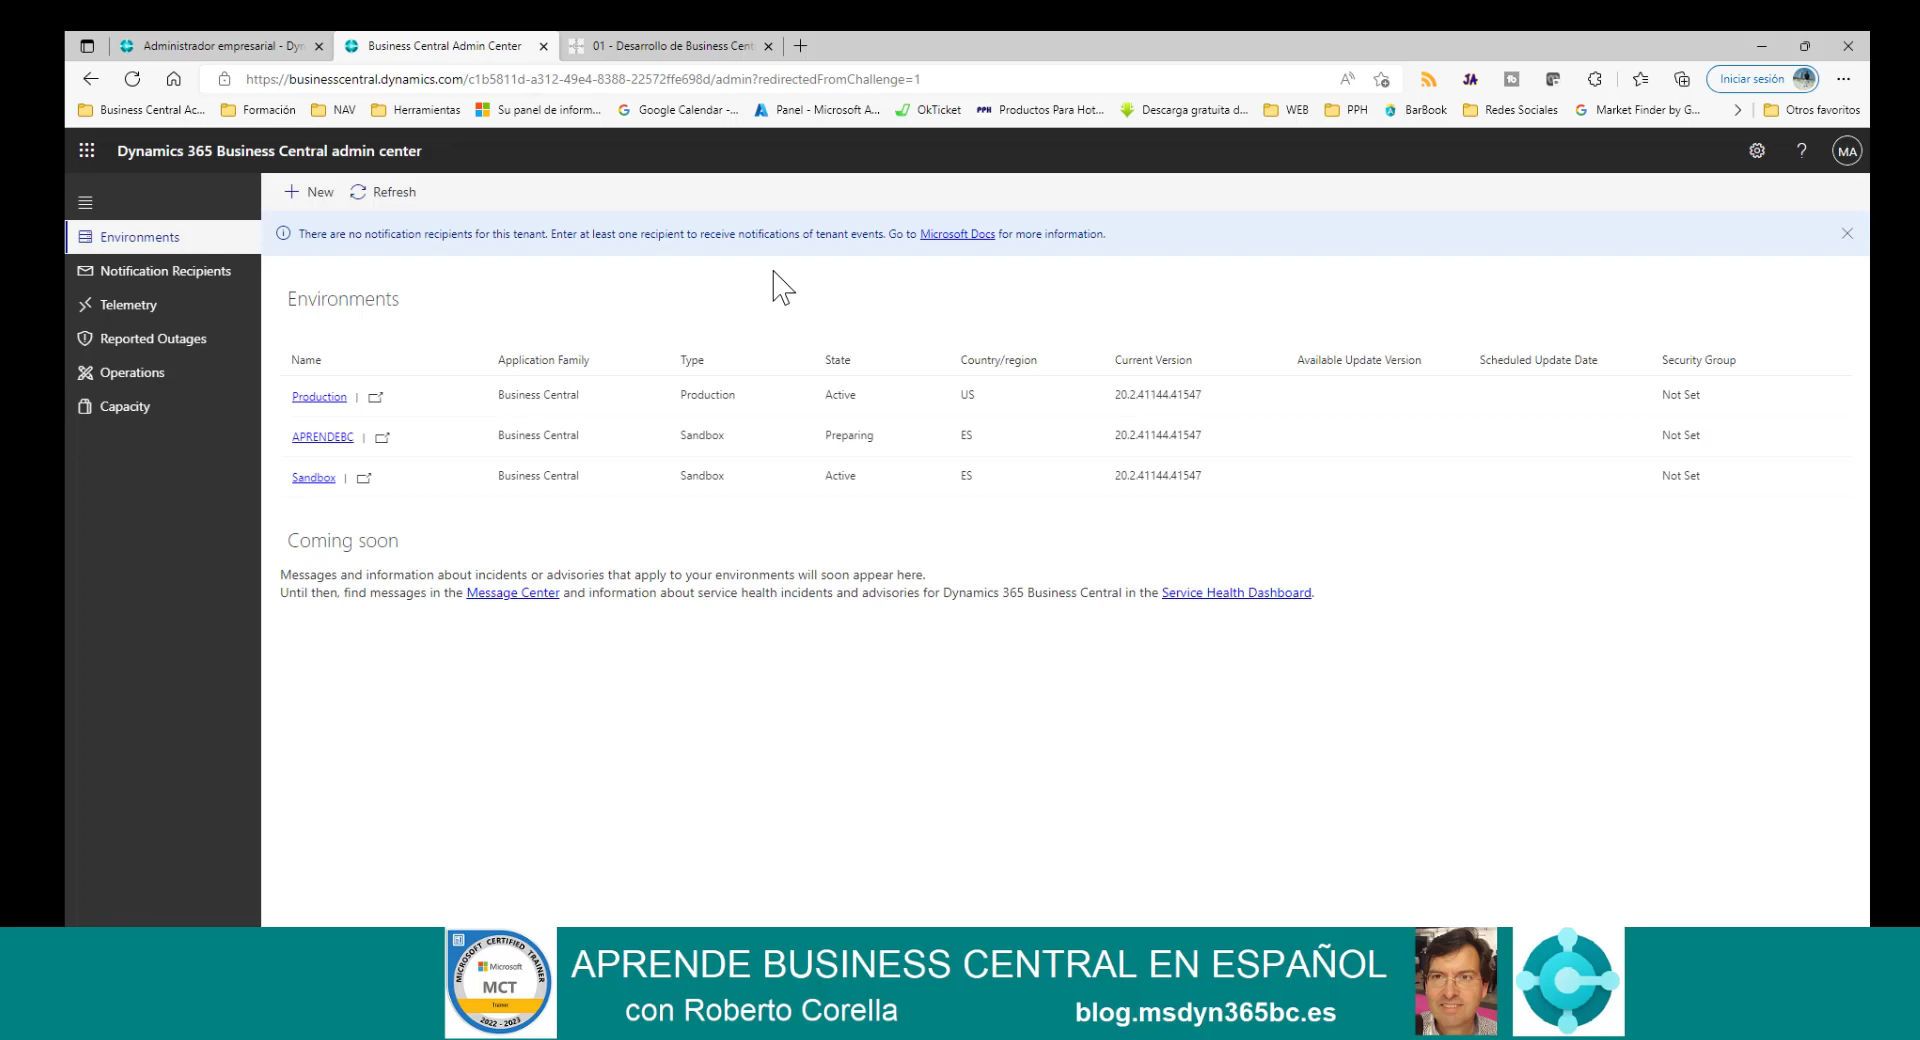 Administrador empresarial - Dyn
Business Central Admin Center
01 - Desarrollo de Business Cent
https://businesscentral.dynamics.com/c1b5811d-a312-49e4-8388-22572ffe698d/admin?redirectedFromChallenge=1
Iniciar sesión
Business Central Ac...
Formación
NAV
Herramientas
Su panel de inform...
Google Calendar -...
Panel - Microsoft A...
OkTicket
PPH
Productos Para Hot...
Descarga gratuita d...
WEB
PPH
BarBook
Redes Sociales
Market Finder by G...
Otros favoritos
Dynamics 365 Business Central admin center
MA
New
Refresh
Environments
Notification Recipients
Telemetry
Reported Outages
Operations
Capacity
There are no notification recipients for this tenant. Enter at least one recipient to receive notifications of tenant events. Go to Microsoft Docs for more information.
Environments
Name Application Family Type State Country/region Current Version Available Update Version Scheduled Update Date Security Group
Production | Business Central Production Active US 20.2.41144.41547 Not Set
APRENDEBC | Business Central Sandbox Preparing ES 20.2.41144.41547 Not Set
Sandbox | Business Central Sandbox Active ES 20.2.41144.41547 Not Set
Coming soon
Messages and information about incidents or advisories that apply to your environments will soon appear here.
Until then, find messages in the Message Center and information about service health incidents and advisories for Dynamics 365 Business Central in the Service Health Dashboard.
MICROSOFT CERTIFIED TRAINER
Microsoft
MCT
Trainer
2022 - 2023
APRENDE BUSINESS CENTRAL EN ESPAÑOL
con Roberto Corella
blog.msdyn365bc.es